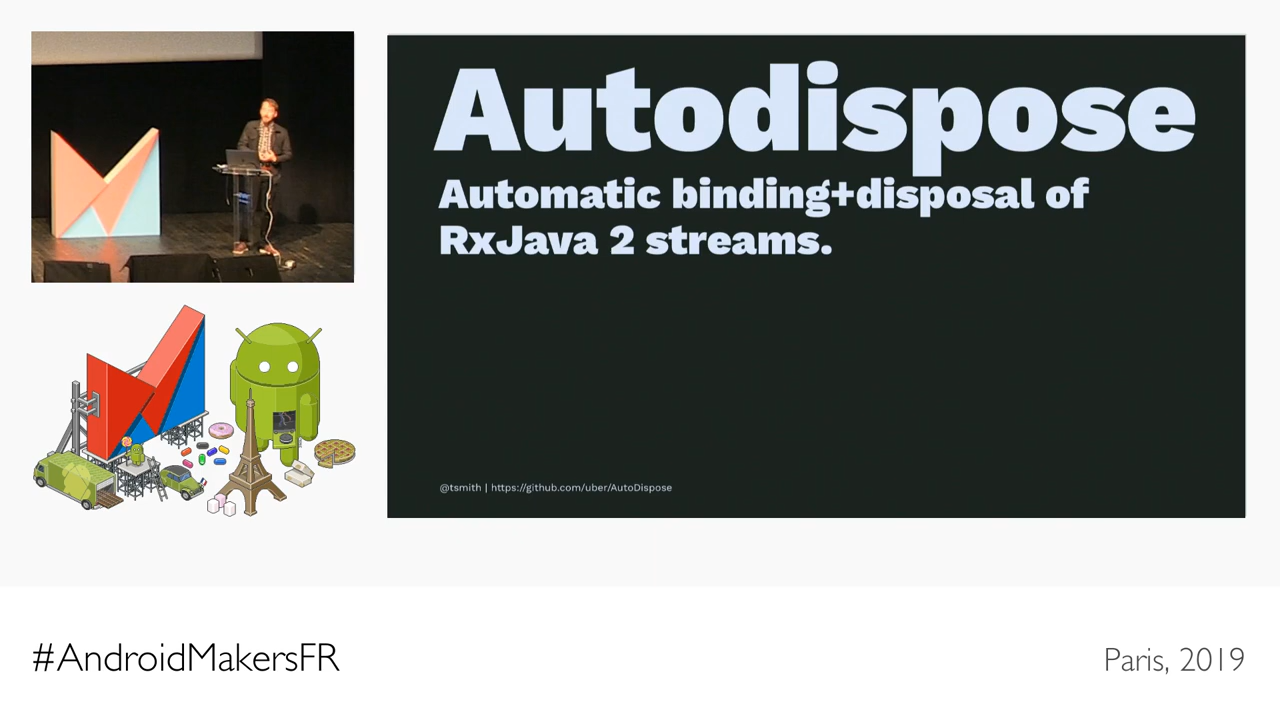 Autodispose
Automatic binding+disposal of
RxJava 2 streams.
@tsmith | https://github.com/uber/AutoDispose
#AndroidMakersFR
Paris, 2019